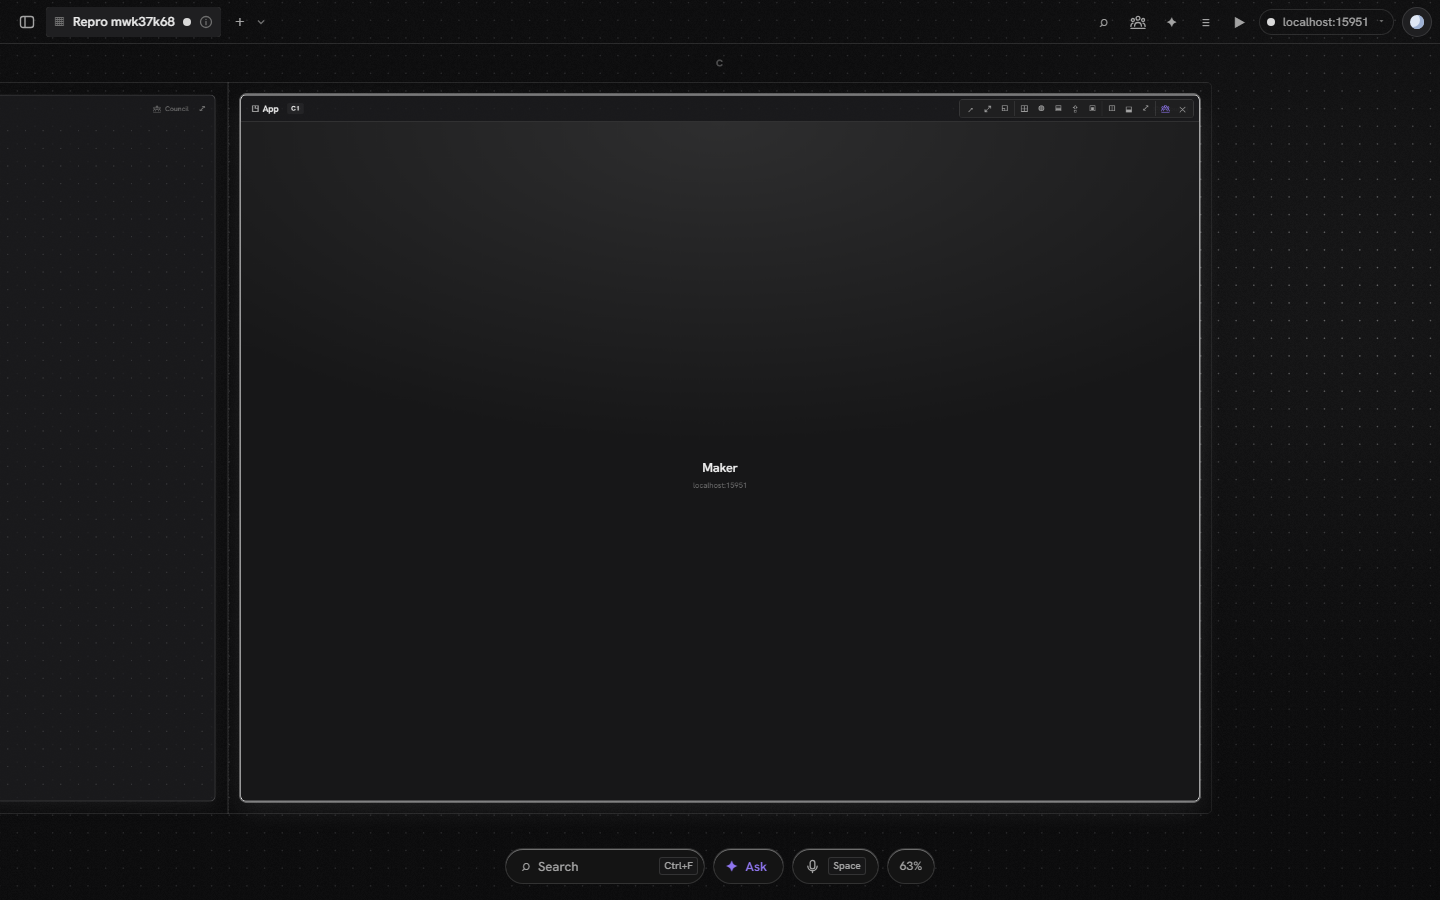 Repro mwk37k68
localhost:15951
C
Council
App C1
Maker
localhost:15951
Search Ctrl+F
Ask
Space
63%